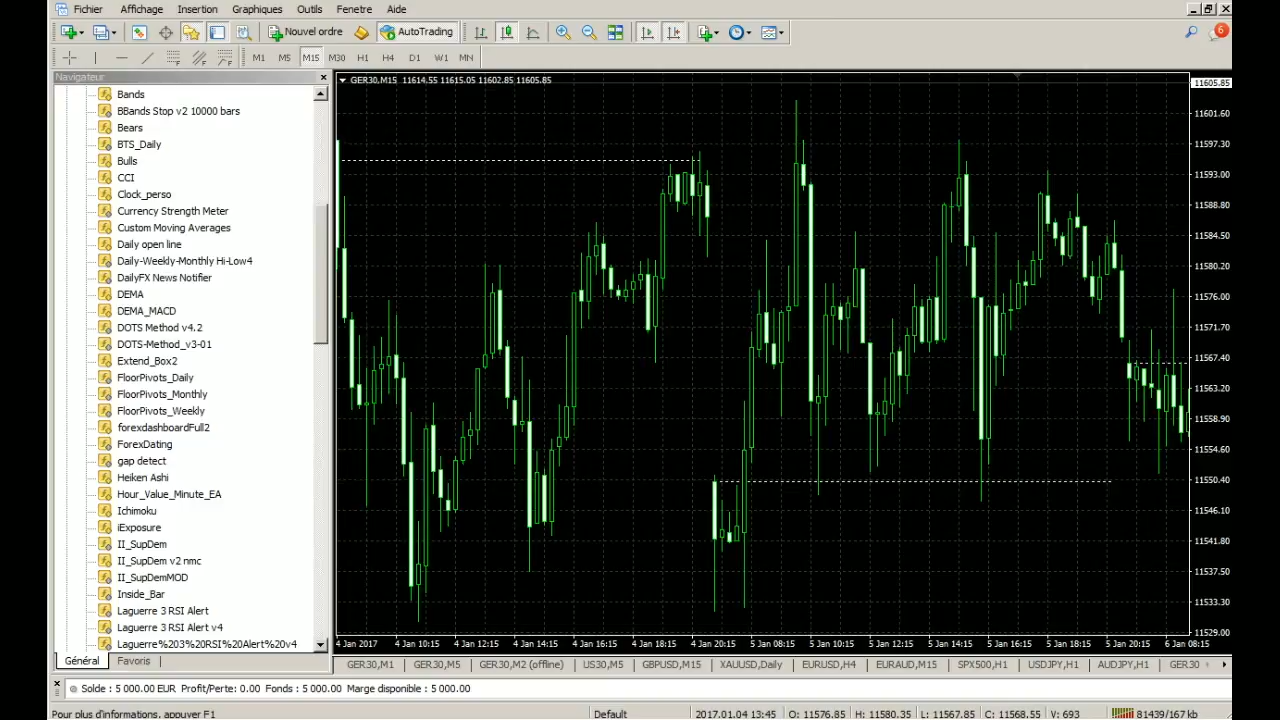 Fichier Affichage Insertion Graphiques Outils Fenetre Aide
Nouvel ordre AutoTrading 6
M1 M5 M15 M30 H1 H4 D1 W1 MN
Navigateur
Bands
BBands Stop v2 10000 bars
Bears
BTS_Daily
Bulls
CCI
Clock_perso
Currency Strength Meter
Custom Moving Averages
Daily open line
Daily-Weekly-Monthly Hi-Low4
DailyFX News Notifier
DEMA
DEMA_MACD
DOTS Method v4.2
DOTS-Method_v3-01
Extend_Box2
FloorPivots_Daily
FloorPivots_Monthly
FloorPivots_Weekly
forexdashboardFull2
ForexDating
gap detect
Heiken Ashi
Hour_Value_Minute_EA
Ichimoku
iExposure
II_SupDem
II_SupDem v2 nmc
II_SupDemMOD
Inside_Bar
Laguerre 3 RSI Alert
Laguerre 3 RSI Alert v4
Laguerre%203%20RSI%20Alert%20v4
Général Favoris
GER30,M15 11614.55 11615.05 11602.85 11605.85
11605.85
11601.60
11597.30
11593.00
11588.80
11584.50
11580.20
11576.00
11571.70
11567.40
11563.20
11558.90
11554.60
11550.40
11546.10
11541.80
11537.50
11533.30
11529.00
4 Jan 2017 4 Jan 10:15 4 Jan 12:15 4 Jan 14:15 4 Jan 16:15 4 Jan 18:15 4 Jan 20:15 5 Jan 08:15 5 Jan 10:15 5 Jan 12:15 5 Jan 14:15 5 Jan 16:15 5 Jan 18:15 5 Jan 20:15 6 Jan 08:15
GER30,M1 GER30,M5 GER30,M2 (offline) US30,M5 GBPUSD,M15 XAUUSD,Daily EURUSD,H4 EURAUD,M15 SPX500,H1 USDJPY,H1 AUDJPY,H1 GER30
Solde : 5 000.00 EUR Profit/Perte: 0.00 Fonds : 5 000.00 Marge disponible : 5 000.00
Pour plus d'informations, appuyer F1 Default 2017.01.04 13:45 O: 11576.85 H: 11580.35 L: 11567.85 C: 11568.55 V: 693 81439/167 kb